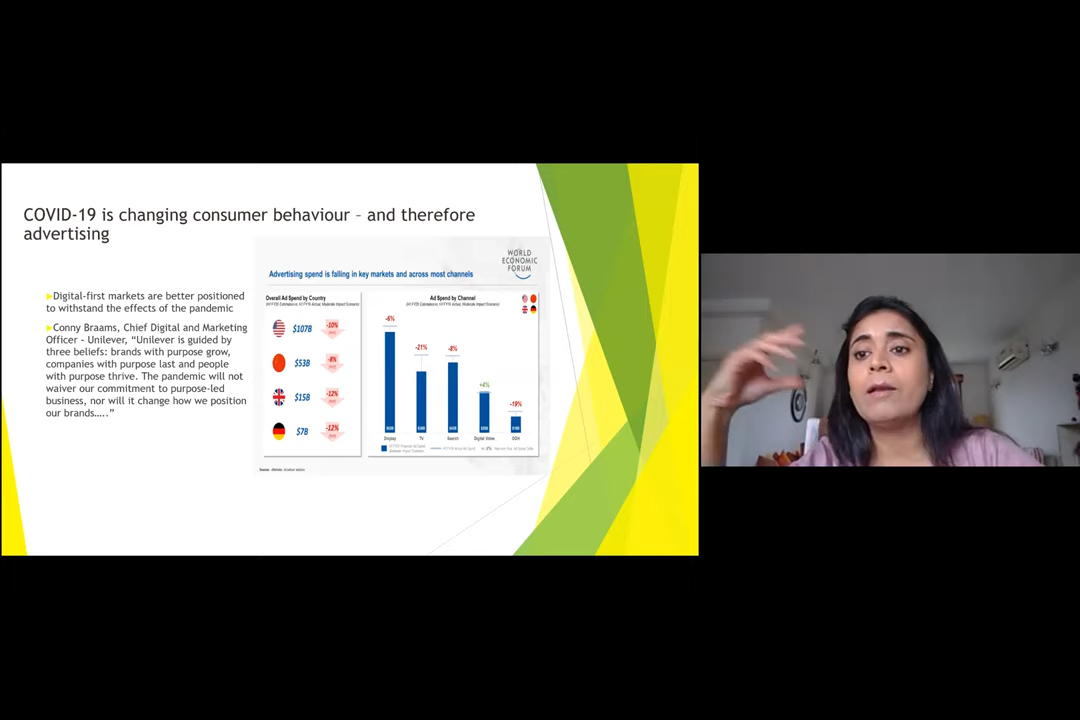 COVID-19 is changing consumer behaviour – and therefore
advertising
Digital-first markets are better positioned
to withstand the effects of the pandemic
Conny Braams, Chief Digital and Marketing
Officer - Unilever, “Unilever is guided by
three beliefs: brands with purpose grow,
companies with purpose last and people
with purpose thrive. The pandemic will not
waiver our commitment to purpose-led
business, nor will it change how we position
our brands…..”
WORLD
ECONOMIC
FORUM
Advertising spend is falling in key markets and across most channels
Overall Ad Spend by Country
$107B
-10%
$53B
-8%
$15B
-12%
$7B
-12%
Ad Spend by Channel
-6%
-21%
-8%
+4%
-19%
Display
TV
Search
Digital Video
OOH